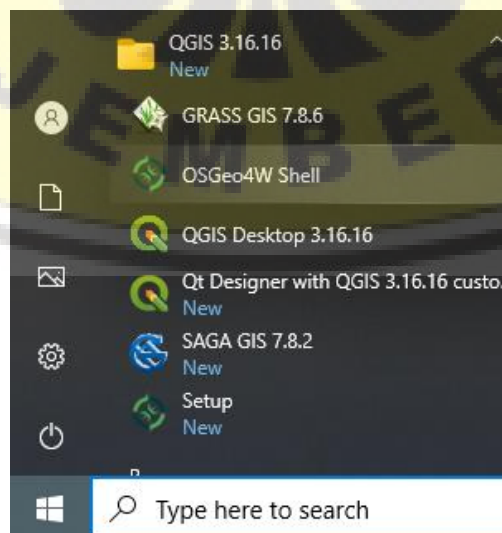 QGIS 3.16.16
New
GRASS GIS 7.8.6
OSGeo4W Shell
QGIS Desktop 3.16.16
Qt Designer with QGIS 3.16.16 custo.
New
SAGA GIS 7.8.2
New
Setup
New
Type here to search